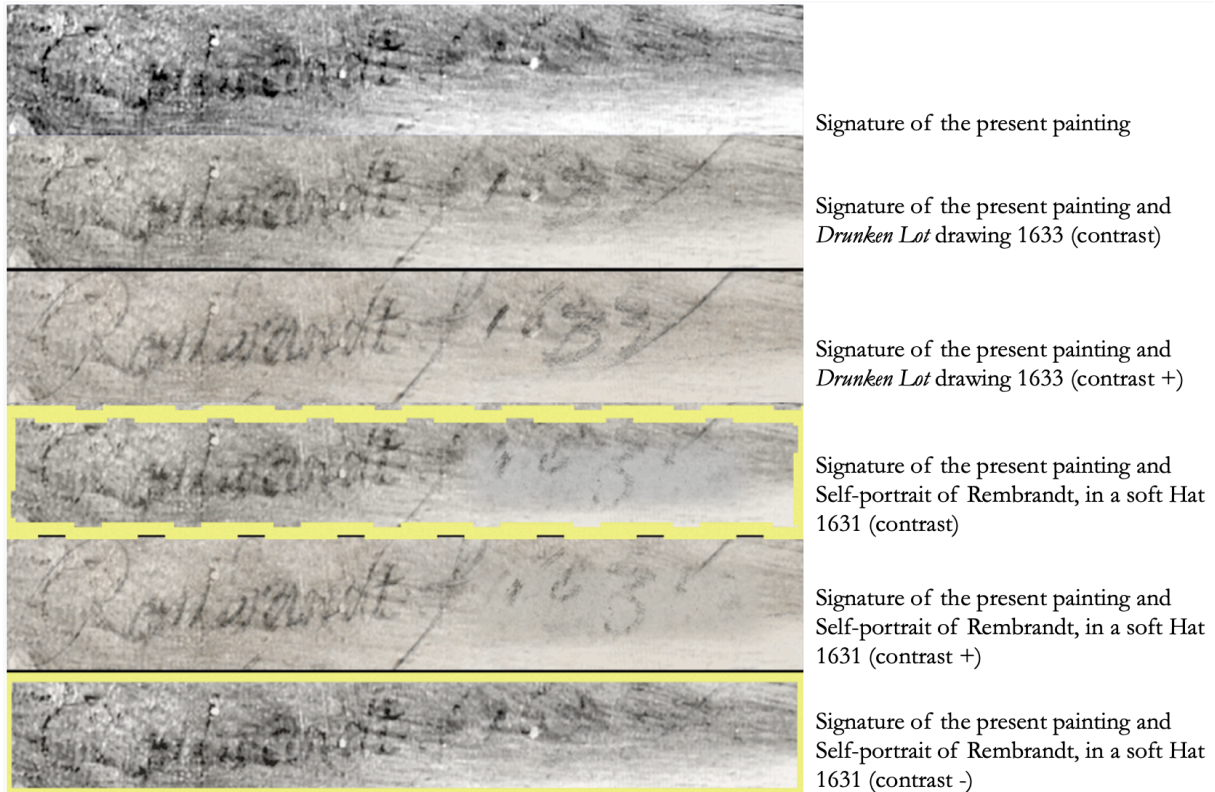 Signature of the present painting
Signature of the present painting and
Drunken Lot drawing 1633 (contrast)
Rembrandt f 1633
Signature of the present painting and
Drunken Lot drawing 1633 (contrast +)
Signature of the present painting and
Self-portrait of Rembrandt, in a soft Hat
1631 (contrast)
Rembrandt f
Signature of the present painting and
Self-portrait of Rembrandt, in a soft Hat
1631 (contrast +)
Signature of the present painting and
Self-portrait of Rembrandt, in a soft Hat
1631 (contrast -)